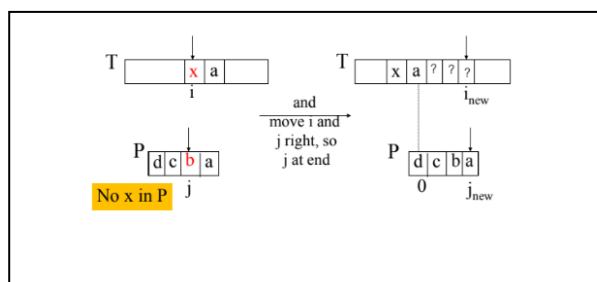 T
x a
i
P
d c b a
j
No x in P
and
move i and
j right, so
j at end
T
x a ? ? ?
i new
P
d c b a
0
j new